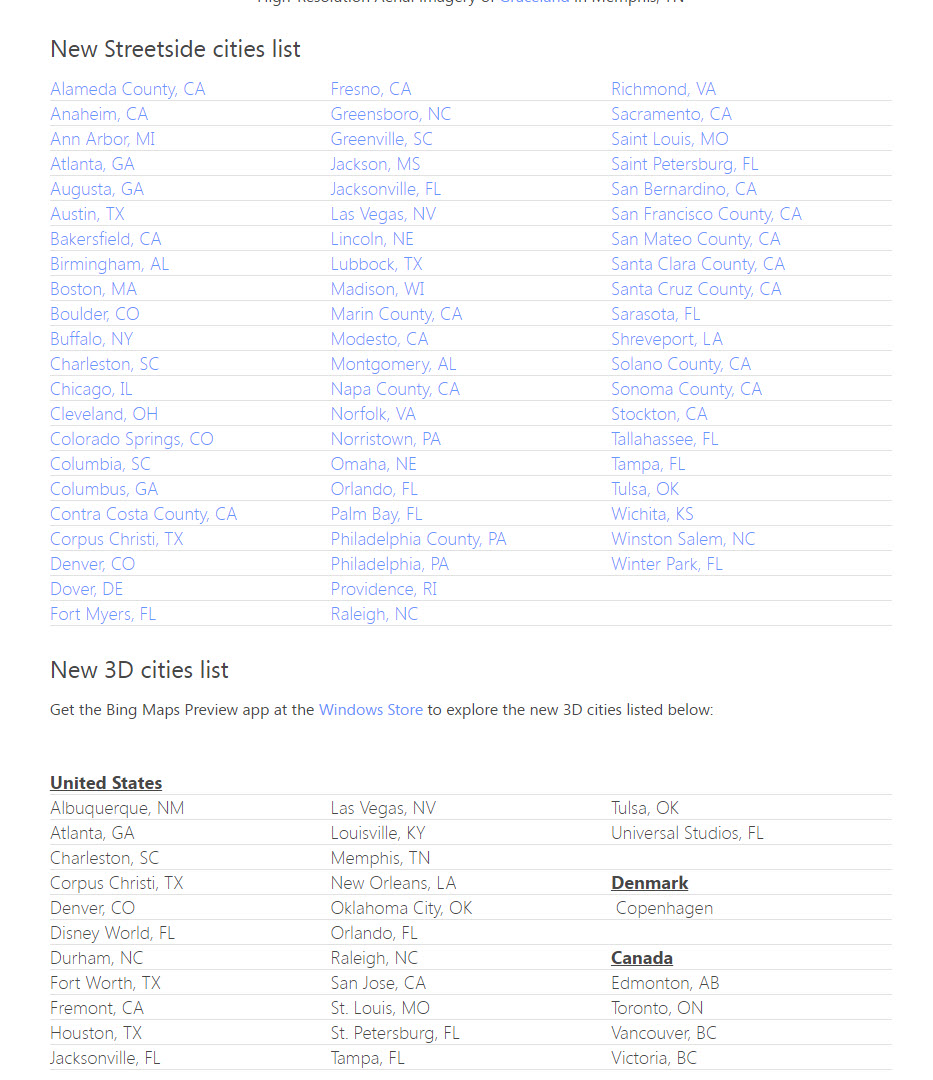 High-Resolution Aerial Imagery of Graceland in Memphis, TN
New Streetside cities list
Alameda County, CA Fresno, CA Richmond, VA
Anaheim, CA Greensboro, NC Sacramento, CA
Ann Arbor, MI Greenville, SC Saint Louis, MO
Atlanta, GA Jackson, MS Saint Petersburg, FL
Augusta, GA Jacksonville, FL San Bernardino, CA
Austin, TX Las Vegas, NV San Francisco County, CA
Bakersfield, CA Lincoln, NE San Mateo County, CA
Birmingham, AL Lubbock, TX Santa Clara County, CA
Boston, MA Madison, WI Santa Cruz County, CA
Boulder, CO Marin County, CA Sarasota, FL
Buffalo, NY Modesto, CA Shreveport, LA
Charleston, SC Montgomery, AL Solano County, CA
Chicago, IL Napa County, CA Sonoma County, CA
Cleveland, OH Norfolk, VA Stockton, CA
Colorado Springs, CO Norristown, PA Tallahassee, FL
Columbia, SC Omaha, NE Tampa, FL
Columbus, GA Orlando, FL Tulsa, OK
Contra Costa County, CA Palm Bay, FL Wichita, KS
Corpus Christi, TX Philadelphia County, PA Winston Salem, NC
Denver, CO Philadelphia, PA Winter Park, FL
Dover, DE Providence, RI
Fort Myers, FL Raleigh, NC
New 3D cities list
Get the Bing Maps Preview app at the Windows Store to explore the new 3D cities listed below:
United States
Albuquerque, NM Las Vegas, NV Tulsa, OK
Atlanta, GA Louisville, KY Universal Studios, FL
Charleston, SC Memphis, TN
Corpus Christi, TX New Orleans, LA Denmark
Denver, CO Oklahoma City, OK Copenhagen
Disney World, FL Orlando, FL
Durham, NC Raleigh, NC Canada
Fort Worth, TX San Jose, CA Edmonton, AB
Fremont, CA St. Louis, MO Toronto, ON
Houston, TX St. Petersburg, FL Vancouver, BC
Jacksonville, FL Tampa, FL Victoria, BC